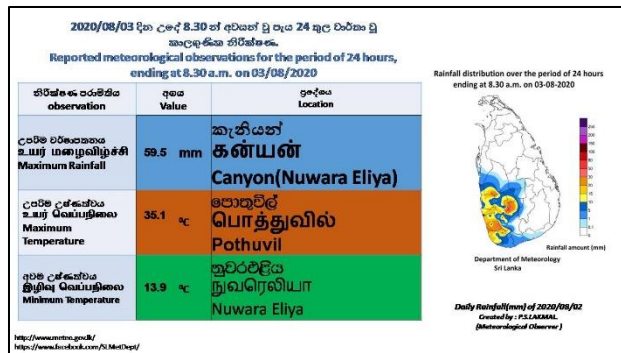 2020/08/03 දින උදේ 8.30 න් අවසන් වූ පැය 24 තුල වාර්තා වූ
කාලගුණික නිරීක්ෂණ.
Reported meteorological observations for the period of 24 hours,
ending at 8.30 a.m. on 03/08/2020
නිරීක්ෂණ පරාමිතිය
observation
අගය
Value
ප්‍රදේශය
Location
උපරිම වර්ෂාපතනය
உயர் மழைவீழ்ச்சி
Maximum Rainfall
59.5 mm
කැනියන්
கன்யன்
Canyon(Nuwara Eliya)
උපරිම උෂ්ණත්වය
உயர் வெப்பநிலை
Maximum
Temperature
35.1 ℃
පොතුවිල්
பொத்துவில்
Pothuvil
අවම උෂ්ණත්වය
இழிவு வெப்பநிலை
Minimum Temperature
13.9 ℃
නුවරඑළිය
நுவரெலியா
Nuwara Eliya
http://www.meteo.gov.lk/
https://www.facebook.com/SLMetDept/
Rainfall distribution over the period of 24 hours
ending at 8.30 a.m. on 03-08-2020
Rainfall amount (mm)
Department of Meteorology
Sri Lanka
Daily Rainfall(mm) of 2020/08/02
Created by : P.S.LAKMAL.
(Meteorological Observer )